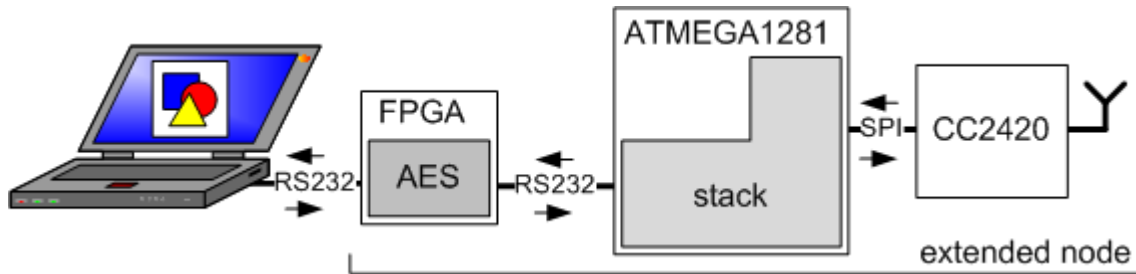 ATMEGA1281
FPGA
AES
RS232
RS232
stack
SPI
CC2420
extended node